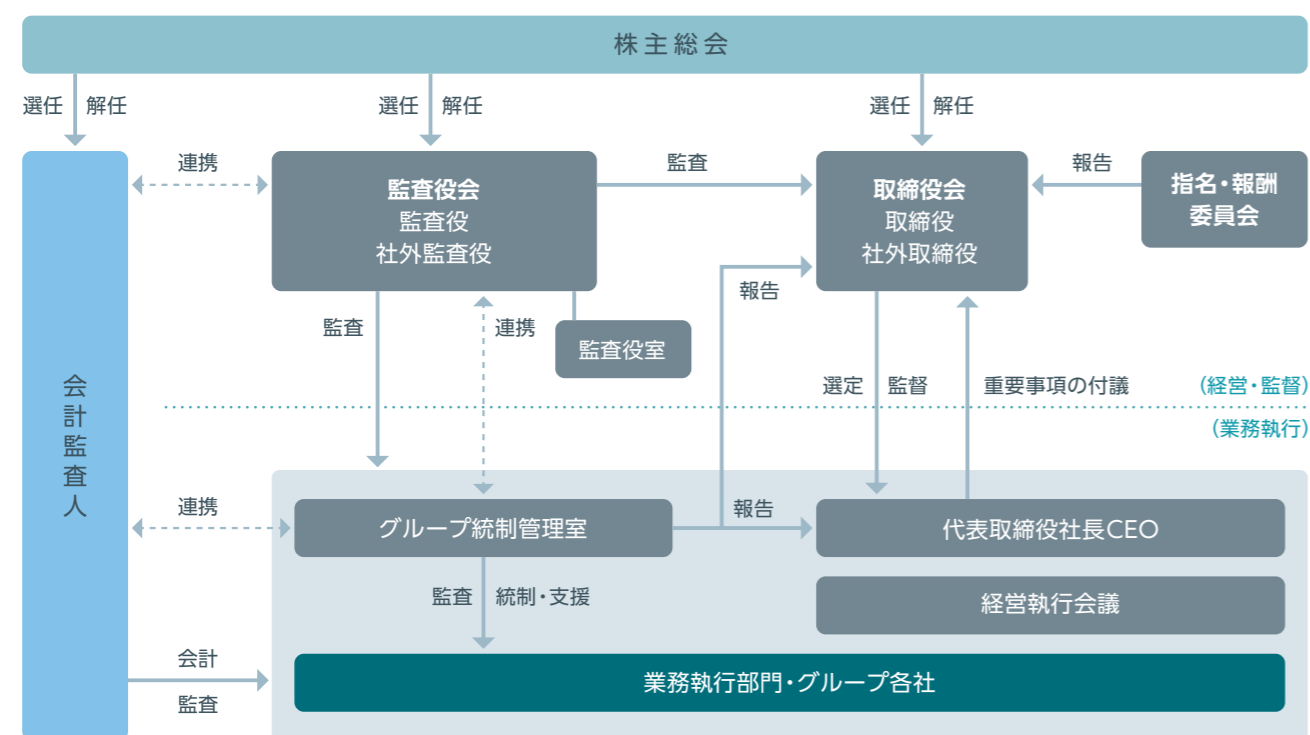 株主総会
選任 解任
選任 解任
選任 解任
連携
監査役会
監査役
社外監査役
監査
取締役会
取締役
社外取締役
報告
指名・報酬
委員会
監査
連携
監査役室
報告
選定 監督
重要事項の付議
(経営・監督)
(業務執行)
会計監査人
連携
グループ統制管理室
報告
代表取締役社長CEO
経営執行会議
監査 統制・支援
会計
監査
業務執行部門・グループ各社